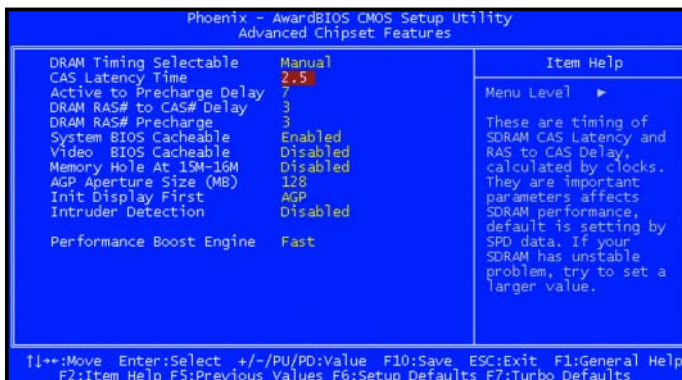 Phoenix - AwardBIOS CMOS Setup Utility
Advanced Chipset Features
DRAM Timing Selectable Manual
CAS Latency Time 2.5
Active to Precharge Delay 7
DRAM RAS# to CAS# Delay 3
DRAM RAS# Precharge 3
System BIOS Cacheable Enabled
Video BIOS Cacheable Disabled
Memory Hole At 15M-16M Disabled
AGP Aperture Size (MB) 128
Init Display First AGP
Intruder Detection Disabled
Performance Boost Engine Fast
Item Help
Menu Level ►
These are timing of
SDRAM CAS Latency and
RAS to CAS Delay,
calculated by clocks.
They are important
parameters affects
SDRAM performance,
default is setting by
SPD data. If your
SDRAM has unstable
problem, try to set a
larger value.
↑↓→←:Move Enter:Select +/-/PU/PD:Value F10:Save ESC:Exit F1:General Help
F2:Item Help F5:Previous Values F6:Setup Defaults F7:Turbo Defaults